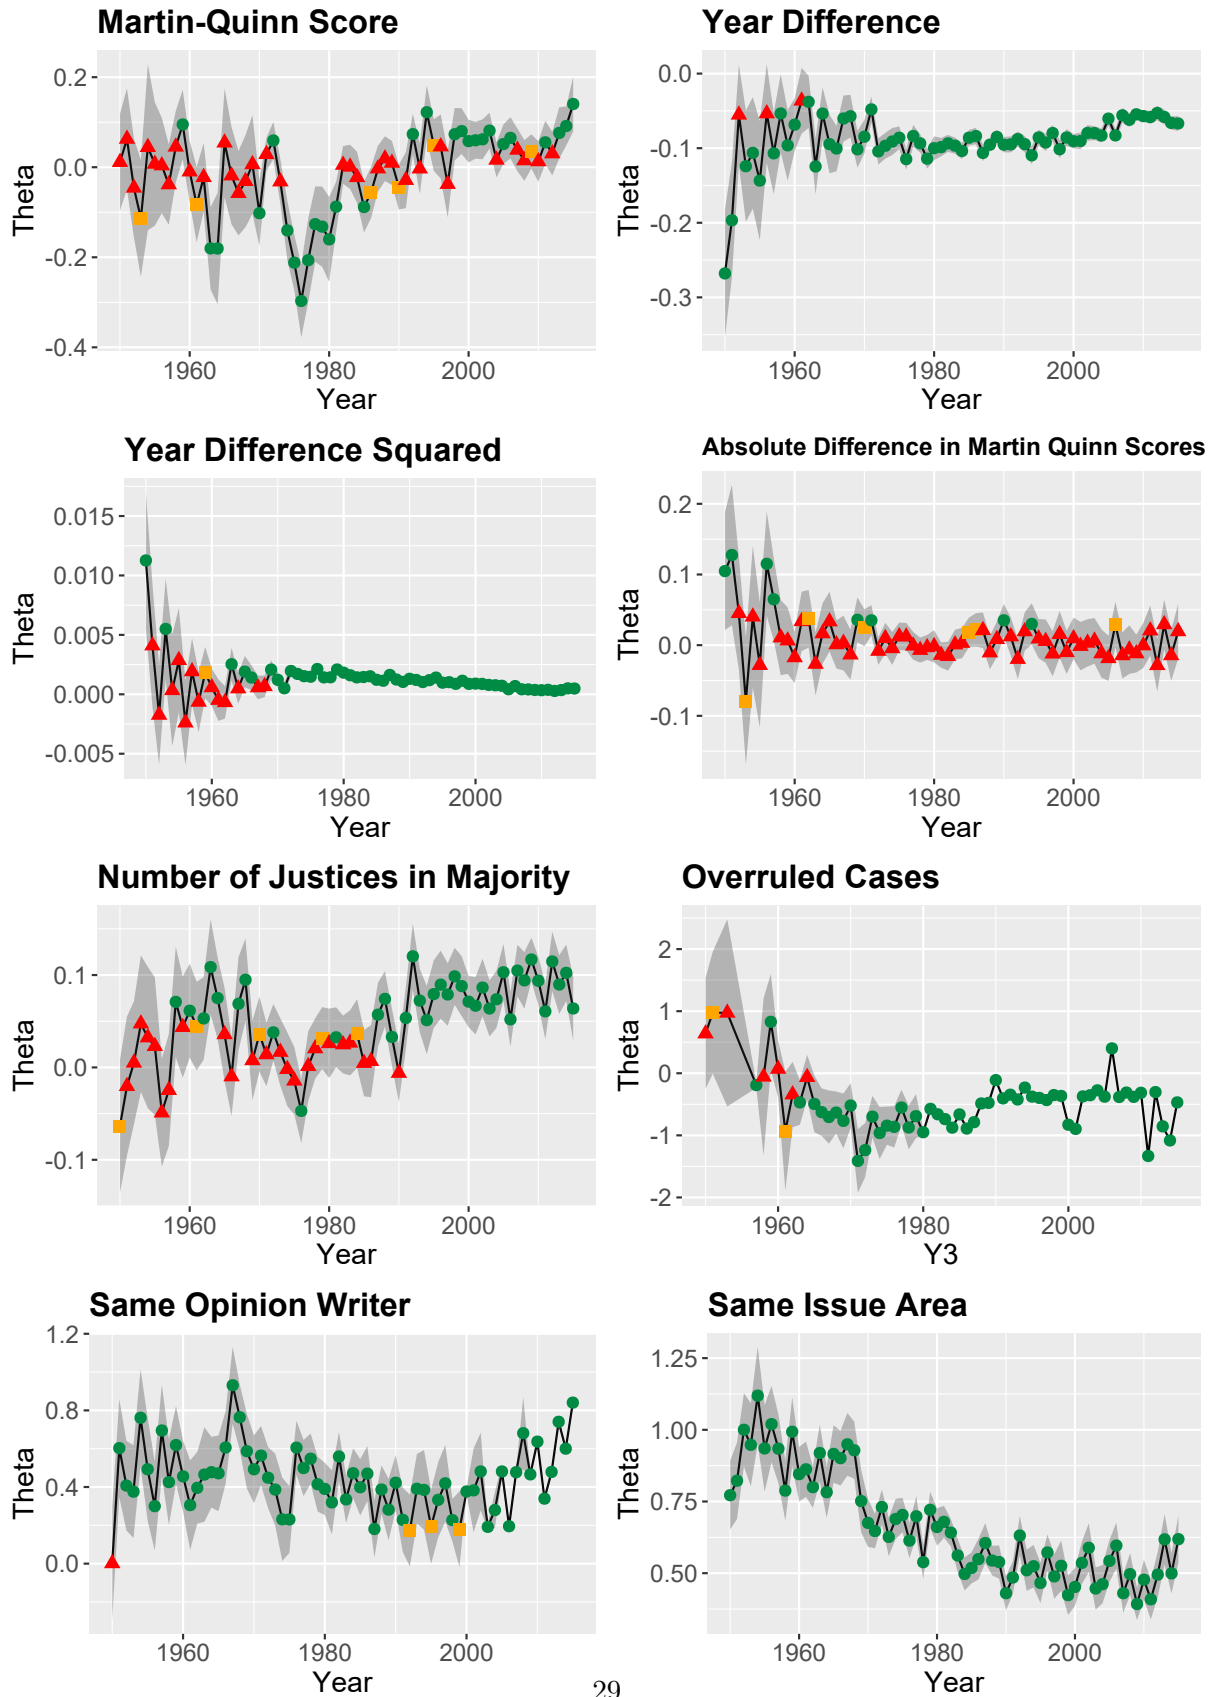 Martin-Quinn Score
Theta
0.2
0.0
-0.2
-0.4
1960 1980 2000
Year
Year Difference
Theta
0.0
-0.1
-0.2
-0.3
1960 1980 2000
Year
Year Difference Squared
Theta
0.015
0.010
0.005
0.000
-0.005
1960 1980 2000
Year
Absolute Difference in Martin Quinn Scores
Theta
0.2
0.1
0.0
-0.1
1960 1980 2000
Year
Number of Justices in Majority
Theta
0.1
0.0
-0.1
1960 1980 2000
Year
Overruled Cases
Theta
2
1
0
-1
-2
1960 1980 2000
Y3
Same Opinion Writer
Theta
1.2
0.8
0.4
0.0
1960 1980 2000
Year
Same Issue Area
Theta
1.25
1.00
0.75
0.50
1960 1980 2000
Year
29